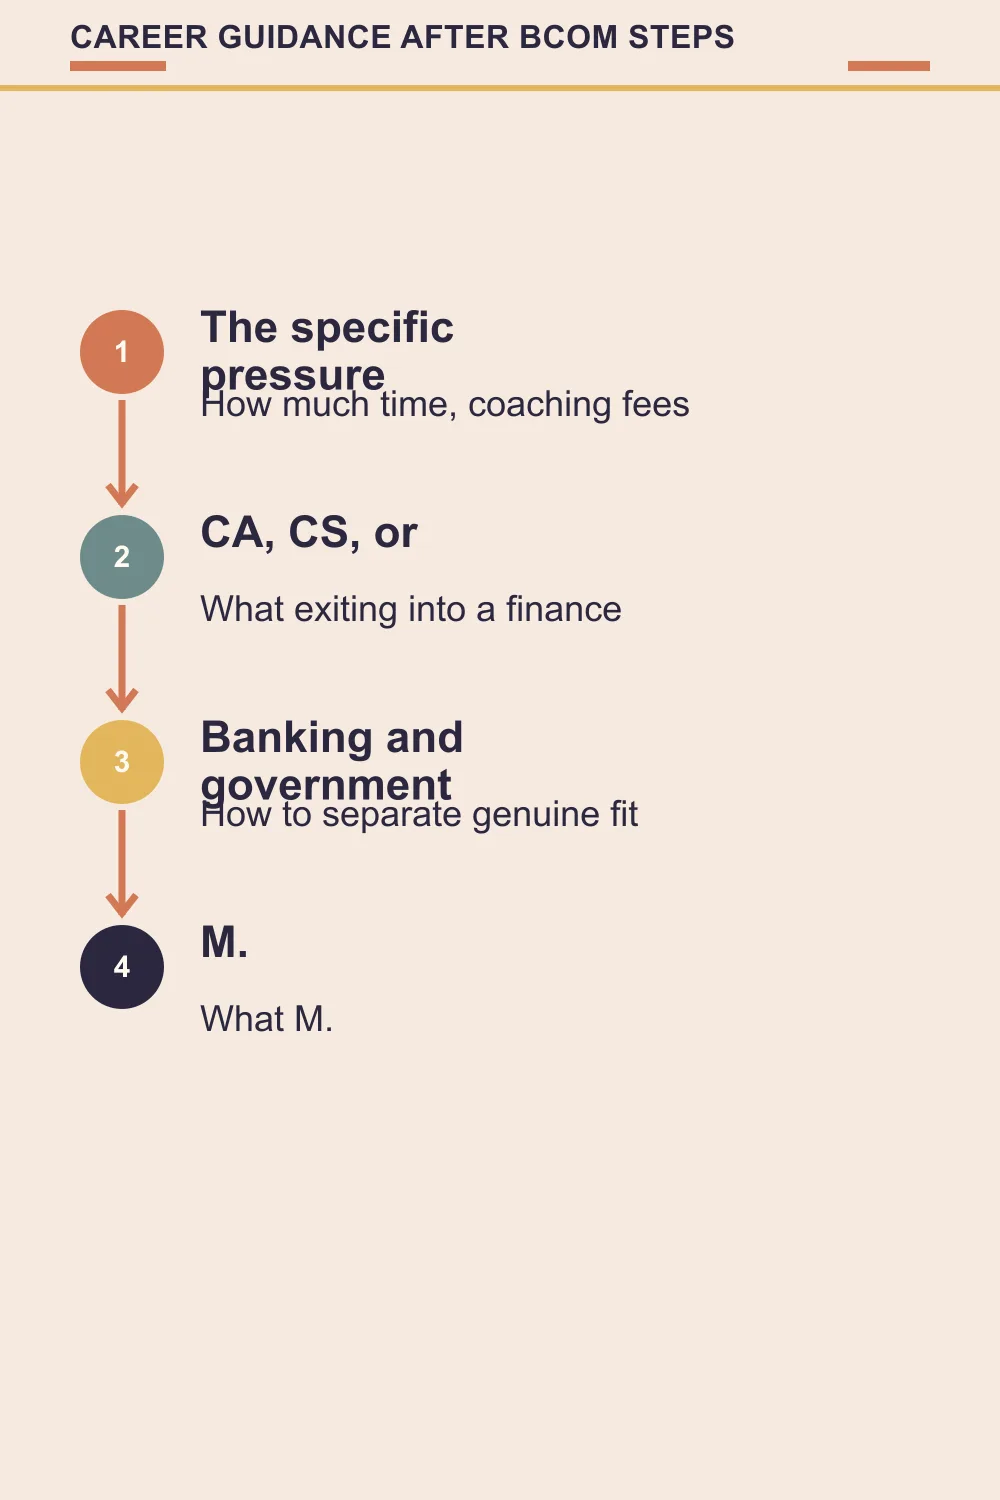 CAREER GUIDANCE AFTER BCOM STEPS
1
The specific
pressure
How much time, coaching fees
2
CA, CS, or
What exiting into a finance
3
Banking and
government
How to separate genuine fit
4
M.
What M.